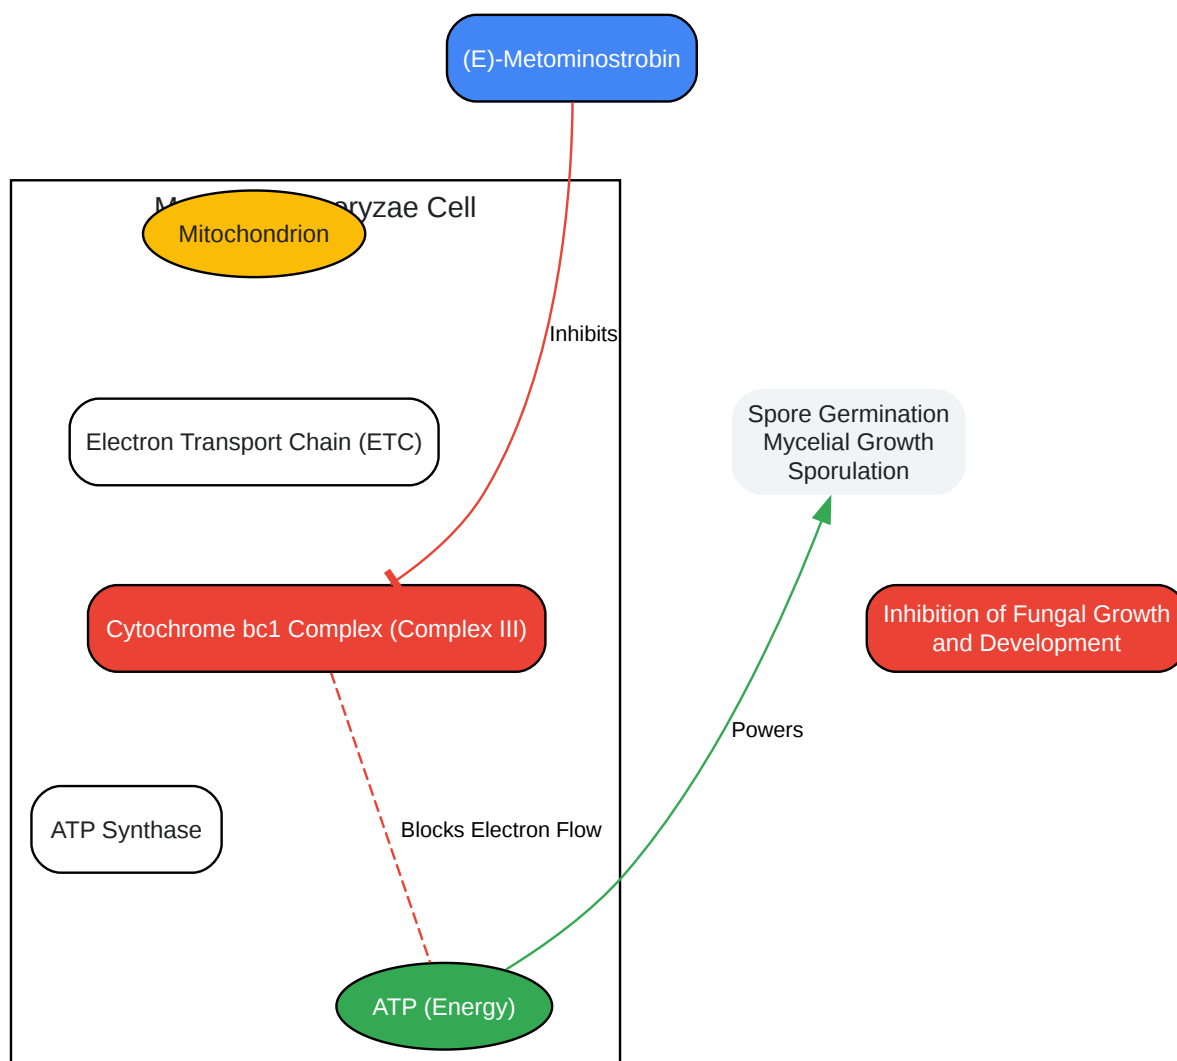 (E)-Metominostrobin
oryzae Cell
Mitochondrion
Inhibits
Electron Transport Chain (ETC)
Spore Germination
Mycelial Growth
Sporulation
Cytochrome bc1 Complex (Complex III)
Inhibition of Fungal Growth
and Development
Powers
ATP Synthase
Blocks Electron Flow
ATP (Energy)